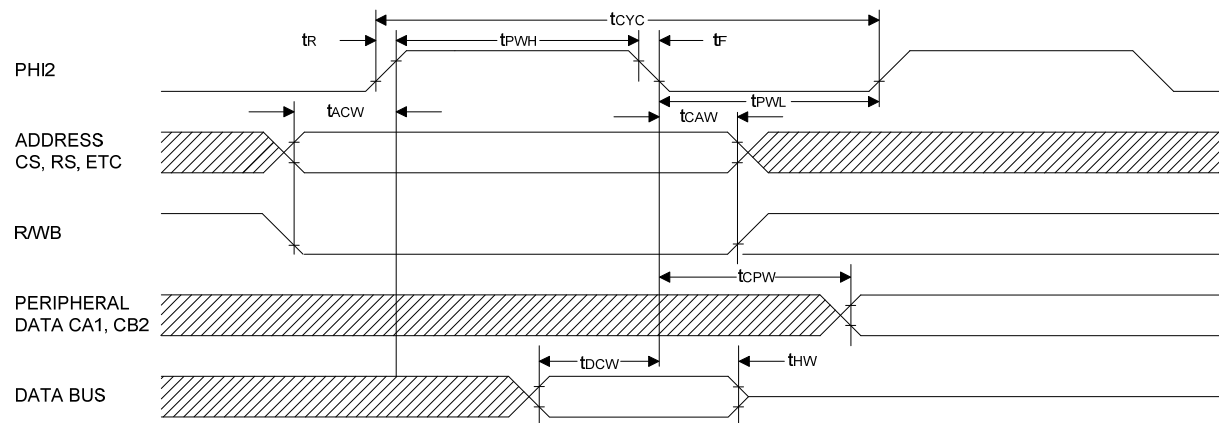 tCYC
tR
tPWH
tF
PHI2
tPWL
tACW
tCAW
ADDRESS
CS, RS, ETC
R/WB
tCPW
PERIPHERAL
DATA CA1, CB2
tDCW
tHW
DATA BUS